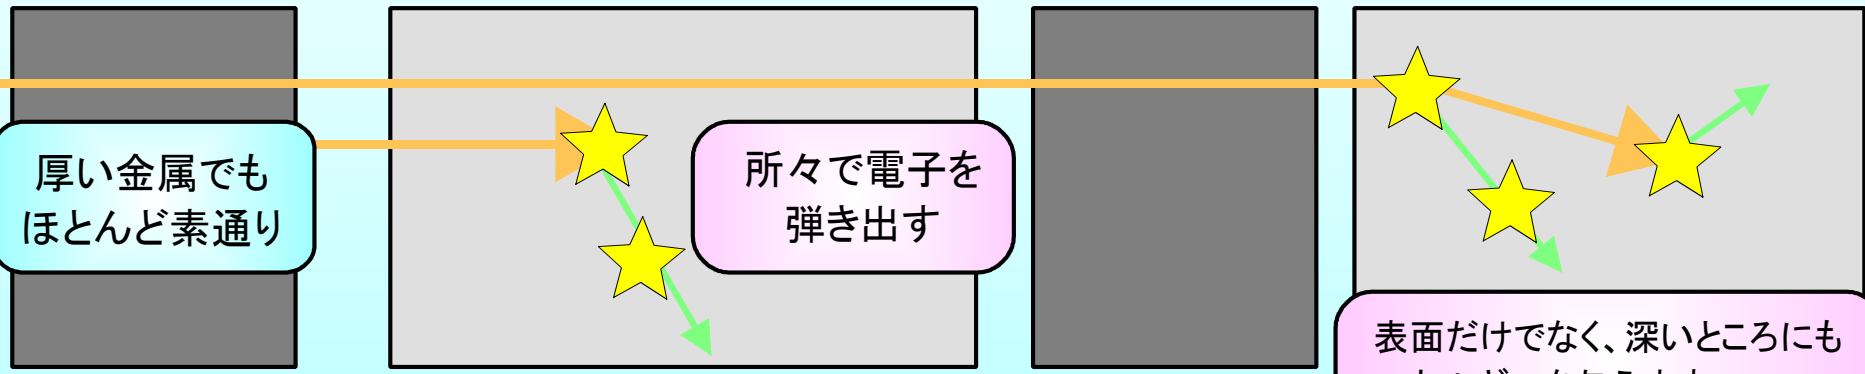 厚い金属でも
ほとんど素通り
所々で電子を
弾き出す
表面だけでなく、深いところにも